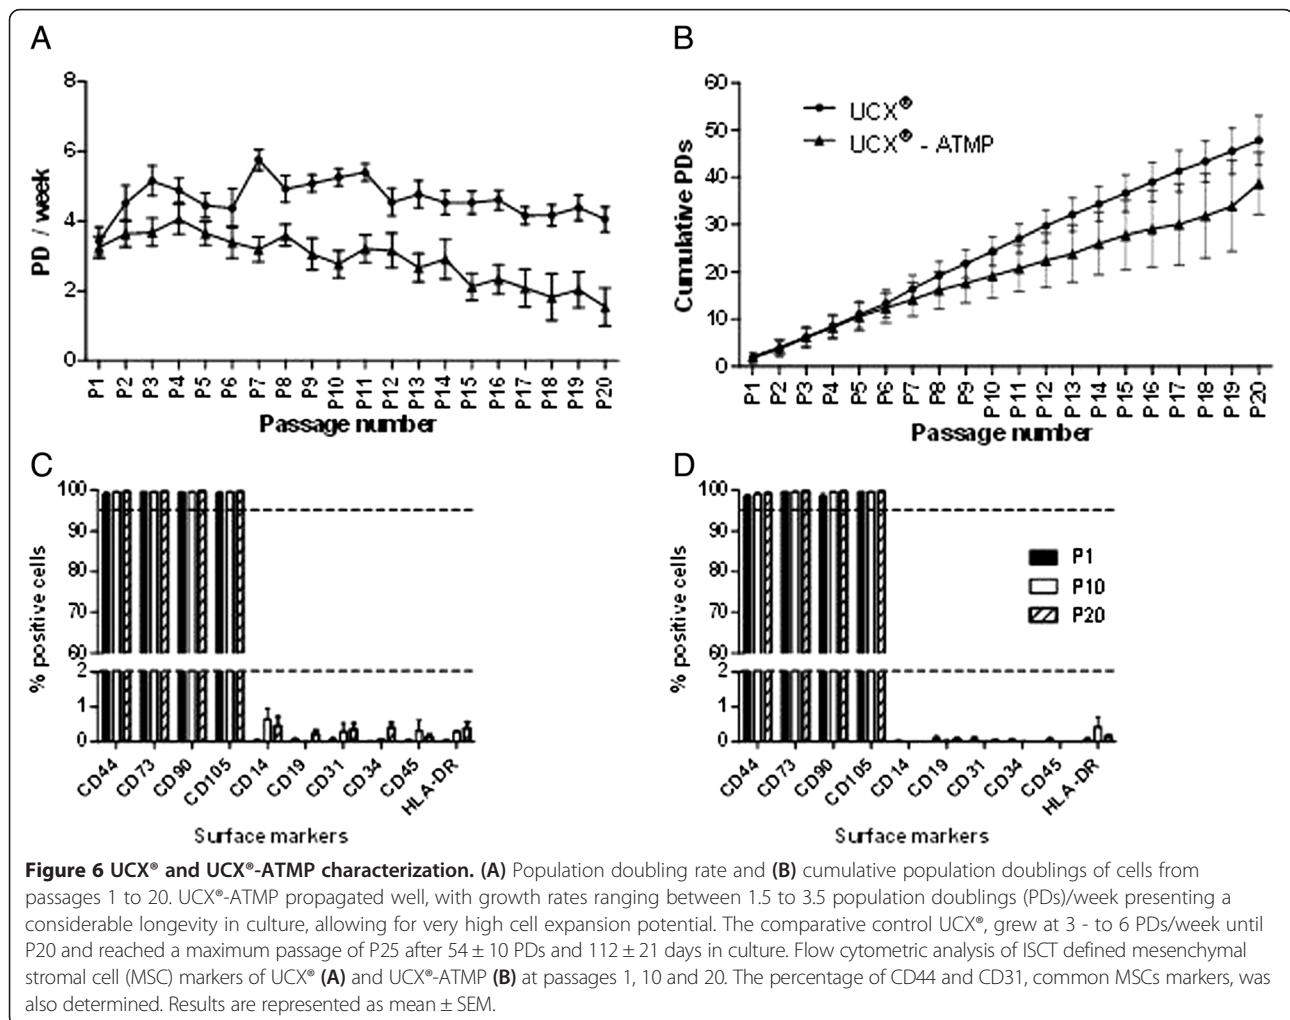 A
8
6
4
2
0
PD / week
P1 P2 P3 P4 P5 P6 P7 P8 P9 P10 P11 P12 P13 P14 P15 P16 P17 P18 P19 P20
Passage number
B
60
50
40
30
20
10
0
Cumulative PDs
UCX®
UCX® - ATMP
P1 P2 P3 P4 P5 P6 P7 P8 P9 P10 P11 P12 P13 P14 P15 P16 P17 P18 P19 P20
Passage number
C
100
90
80
70
60
2
1
0
% positive cells
CD44 CD73 CD90 CD105 CD14 CD19 CD31 CD34 CD45 HLA-DR
Surface markers
D
100
90
80
70
60
2
1
0
% positive cells
P1
P10
P20
CD44 CD73 CD90 CD105 CD14 CD19 CD31 CD34 CD45 HLA-DR
Surface markers
Figure 6 UCX® and UCX®-ATMP characterization. (A) Population doubling rate and (B) cumulative population doublings of cells from
passages 1 to 20. UCX®-ATMP propagated well, with growth rates ranging between 1.5 to 3.5 population doublings (PDs)/week presenting a
considerable longevity in culture, allowing for very high cell expansion potential. The comparative control UCX®, grew at 3 - to 6 PDs/week until
P20 and reached a maximum passage of P25 after 54 ± 10 PDs and 112 ± 21 days in culture. Flow cytometric analysis of ISCT defined mesenchymal
stromal cell (MSC) markers of UCX® (A) and UCX®-ATMP (B) at passages 1, 10 and 20. The percentage of CD44 and CD31, common MSCs markers, was
also determined. Results are represented as mean ± SEM.